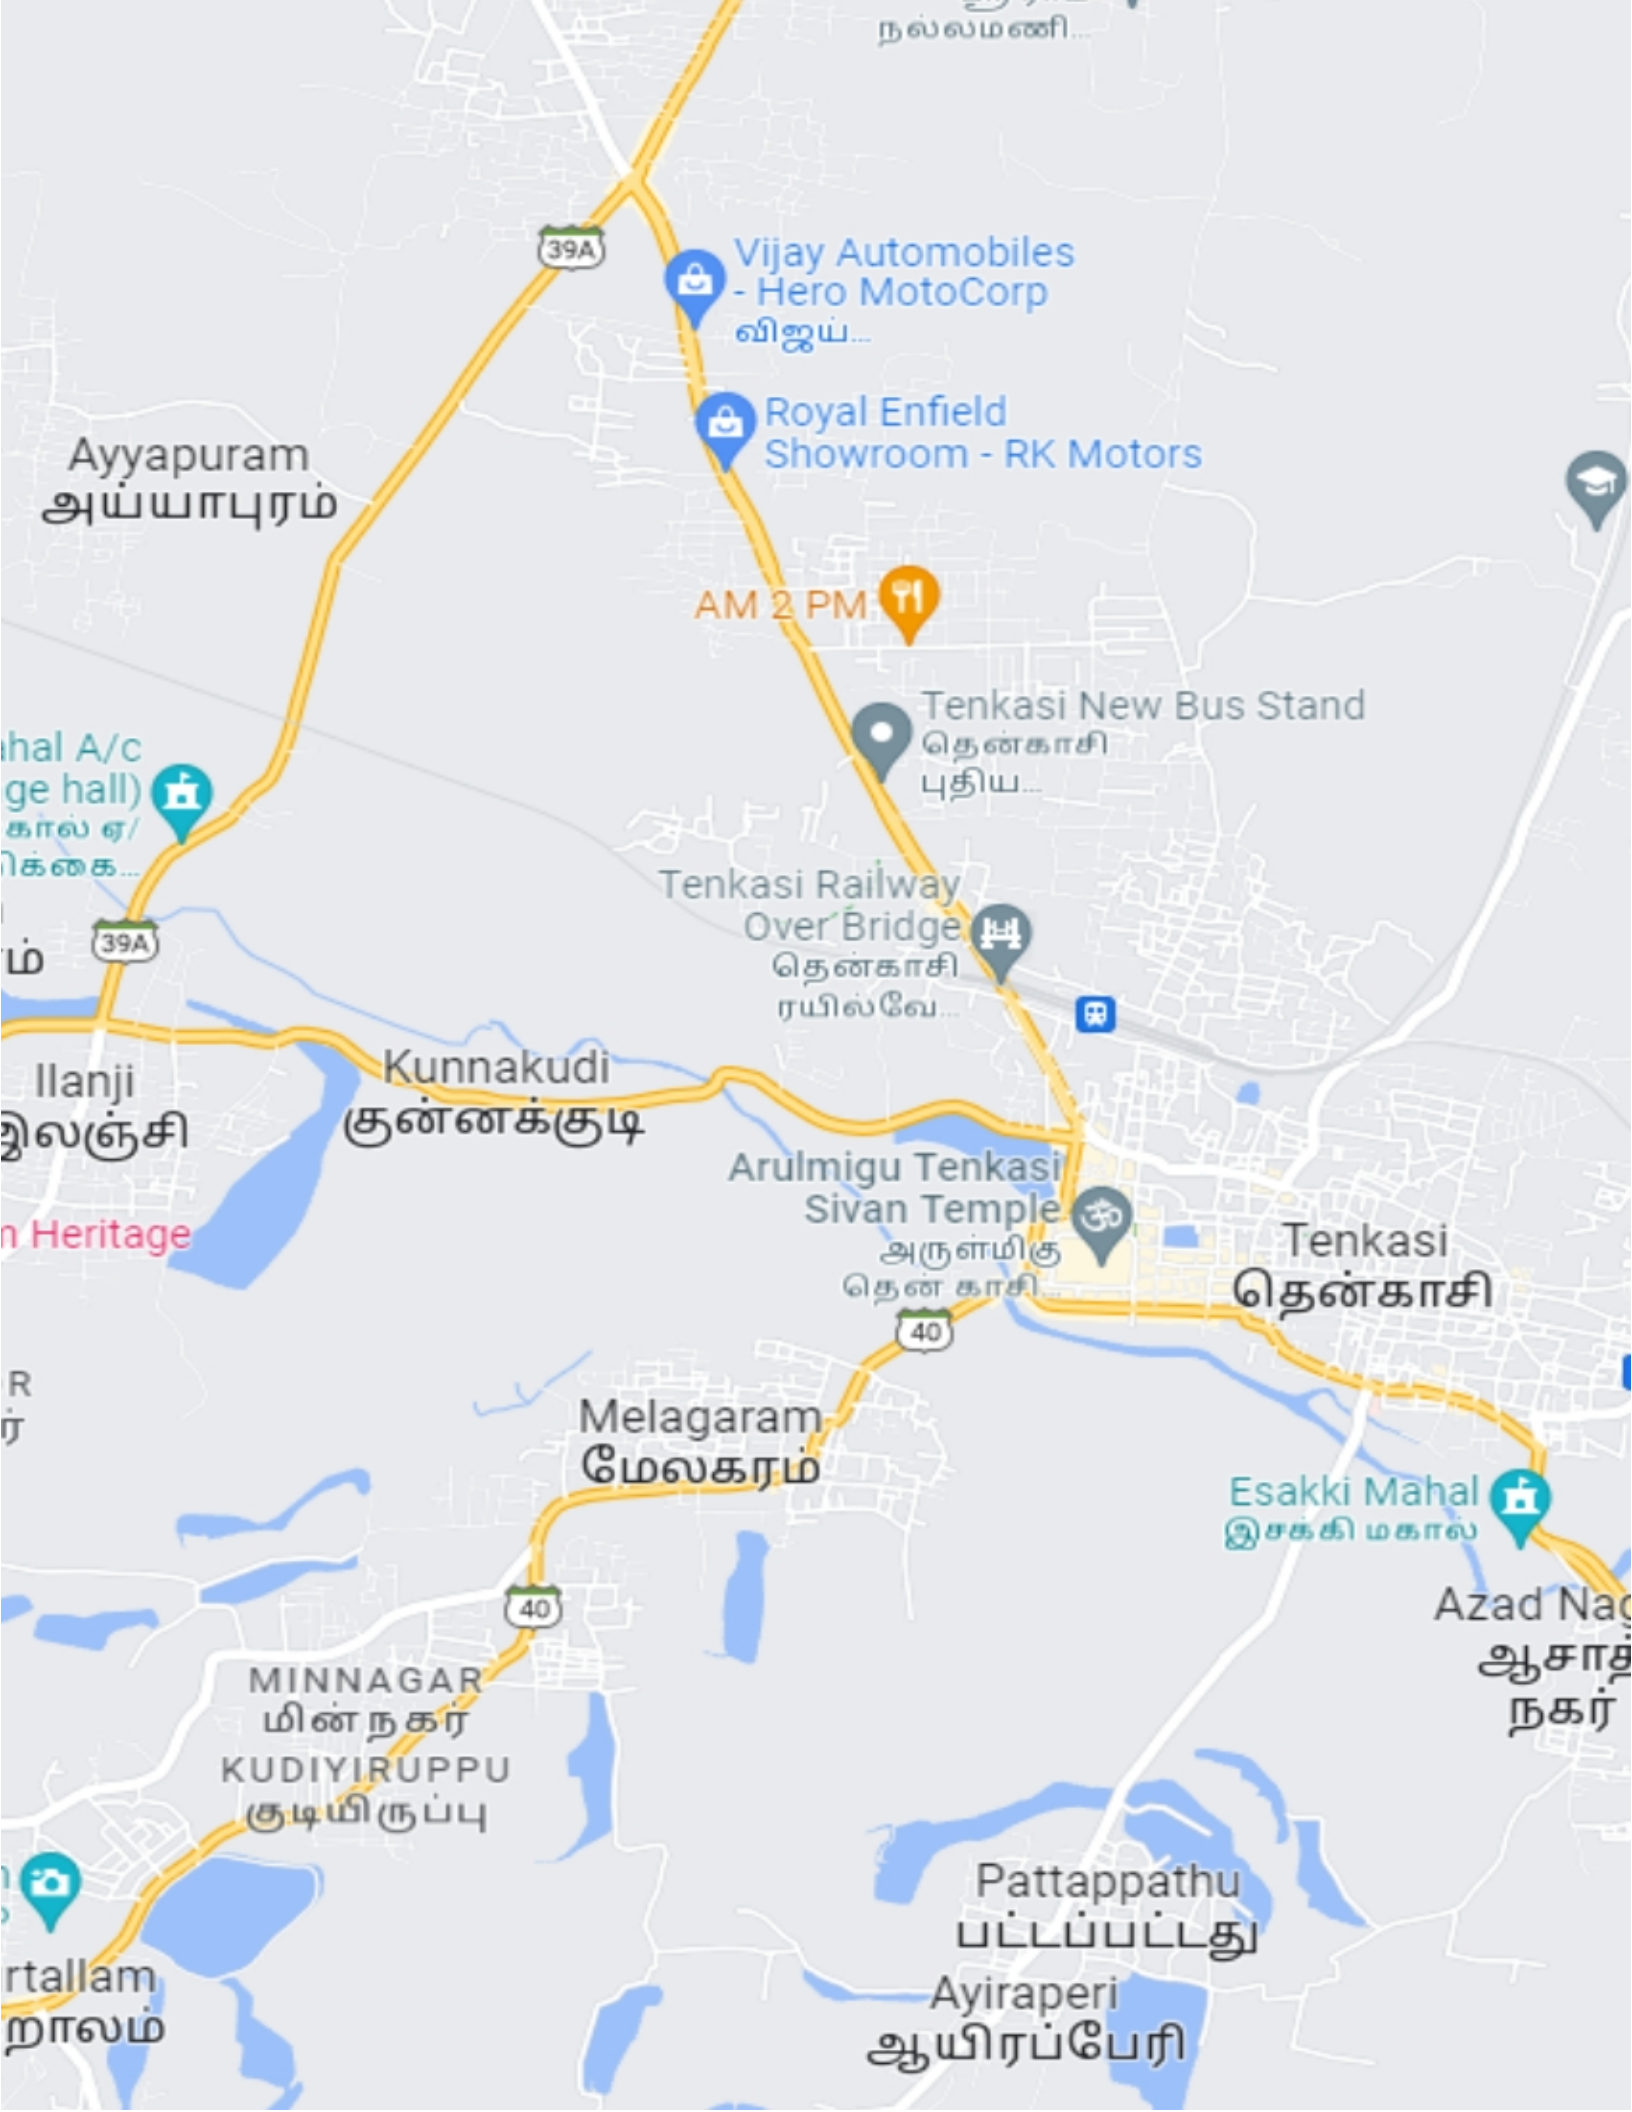 நல்லமணி...
39A
Vijay Automobiles
- Hero MotoCorp
விஜய்...
Royal Enfield
Showroom - RK Motors
Ayyapuram
அய்யாபுரம்
AM 2 PM
Tenkasi New Bus Stand
தென்காசி
புதிய...
ahal A/c
ge hall)
கால் ஏ/
ிக்கை...
Tenkasi Railway
Over Bridge
தென்காசி
ரயில்வே...
39A
ம்
Ilanji
இலஞ்சி
Kunnakudi
குன்னக்குடி
Arulmigu Tenkasi
Sivan Temple
அருள்மிகு
தென் காசி...
m Heritage
Tenkasi
தென்காசி
40
R
ர்
Melagaram
மேலகரம்
Esakki Mahal
இசக்கி மகால்
40
Azad Nag
ஆசாத்
நகர்
MINNAGAR
மின் நகர்
KUDIYIRUPPU
குடியிருப்பு
Pattappathu
பட்டப்பட்டது
rtallam
றாலம்
Ayiraperi
ஆயிரப்பேரி